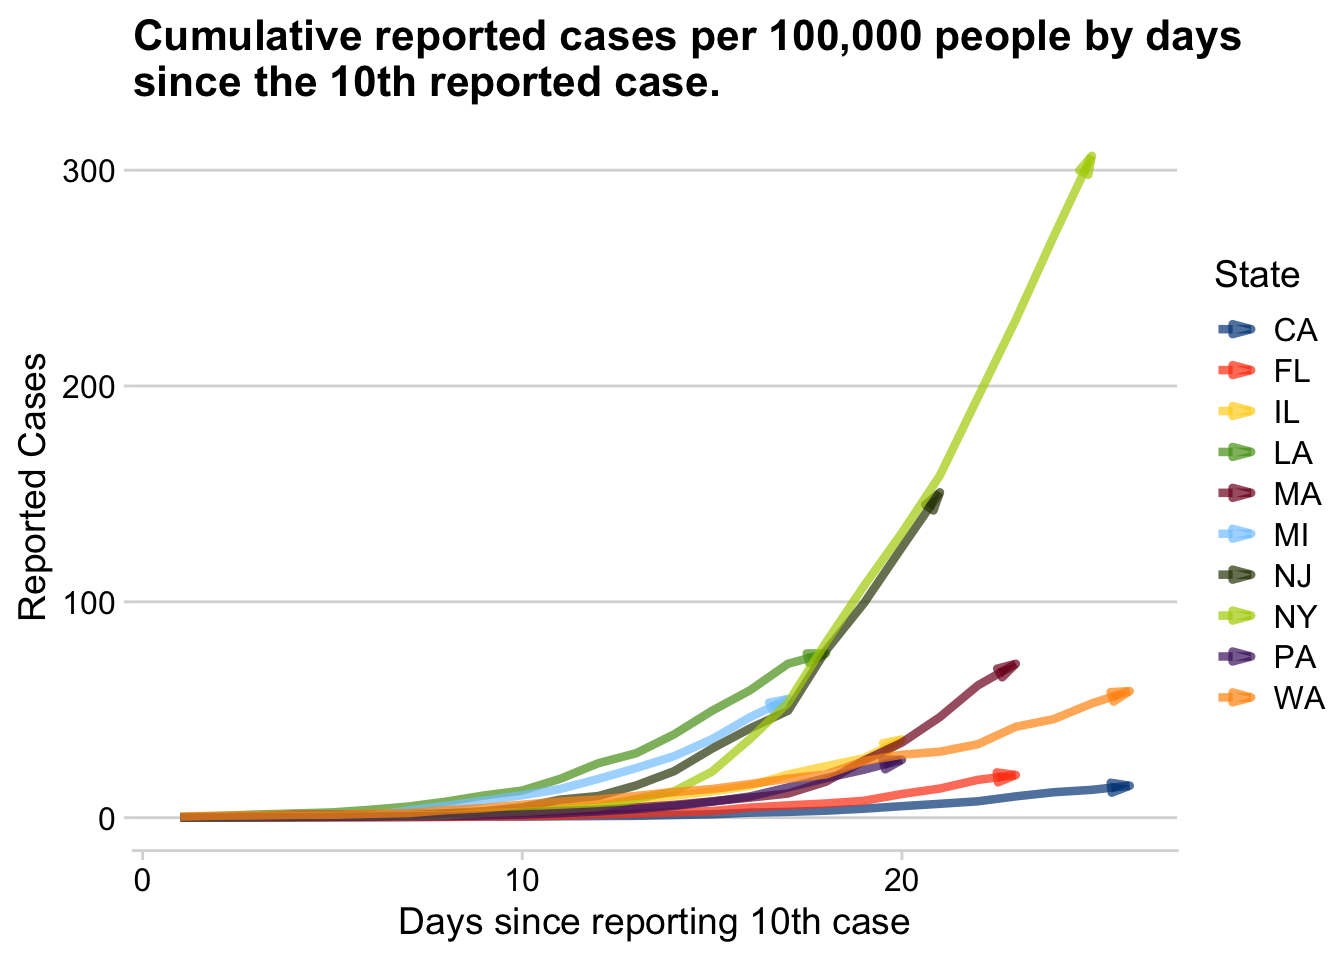 Cumulative reported cases per 100,000 people by days
since the 10th reported case.
300
200
100
0
Reported Cases
0
10
20
Days since reporting 10th case
State
CA
FL
IL
LA
MA
MI
NJ
NY
PA
WA